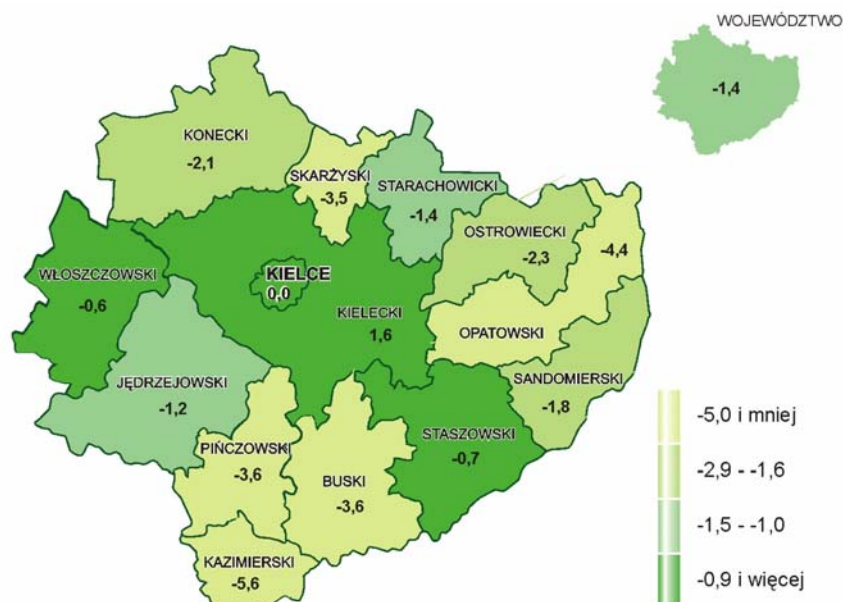 WOJEWÓDZTWO
-1,4
KONECKI
-2,1
SKARŻYSKI
-3,5
STARACHOWICKI
-1,4
OSTROWIECKI
-2,3
-4,4
WŁOSZCZOWSKI
-0,6
KIELCE
0,0
KIELECKI
1,6
OPATOWSKI
SANDOMIERSKI
-1,8
JĘDRZEJOWSKI
-1,2
PIŃCZOWSKI
-3,6
BUSKI
-3,6
STASZOWSKI
-0,7
KAZIMIERSKI
-5,6
-5,0 i mniej
-2,9 - -1,6
-1,5 - -1,0
-0,9 i więcej